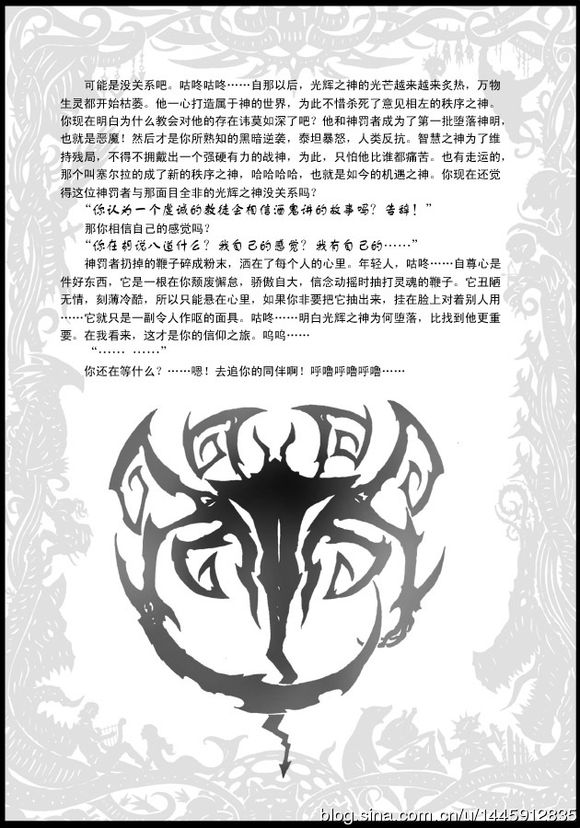 可能是没关系吧。咕咚咕咚……自那以后，光辉之神的光芒越来越炙热，万物
生灵都开始枯萎。他一心打造属于神的世界，为此不惜杀死了意见相左的秩序之神。
你现在明白为什么教会对他的存在讳莫如深了吧？他和神罚者成为了第一批堕落神明，
也就是恶魔！然后才是你所熟知的黑暗逆袭，泰坦暴怒，人类反抗。智慧之神为了维
持残局，不得不拥戴出一个强硬有力的战神，为此，只怕他比谁都痛苦。也有走运的，
那个叫塞尔拉的成了新的秩序之神，哈哈哈哈，也就是如今的机遇之神。你现在还觉
得这位神罚者与那面目全非的光辉之神没关系吗？
“你认为一个虔诚的教徒会相信酒鬼讲的故事吗？告辞！”
那你相信自己的感觉吗？
“你在胡说八道什么？我自己的感觉？我有自己的……”
神罚者扔掉的鞭子碎成粉末，洒在了每个人的心里。年轻人，咕咚……自尊心是
件好东西，它是一根在你颓废懈怠，骄傲自大，信念动摇时抽打灵魂的鞭子。它丑陋
无情，刻薄冷酷，所以只能悬在心里，如果你非要把它抽出来，挂在脸上对着别人用
……它就只是一副令人作呕的面具。咕咚……明白光辉之神为何堕落，比找到他更重
要。在我看来，这才是你的信仰之旅。呜呜……
“…… ……”
你还在等什么？……嗯！去追你的同伴啊！呼噜呼噜呼噜……
blog.sina.com.cn/u/1445912835